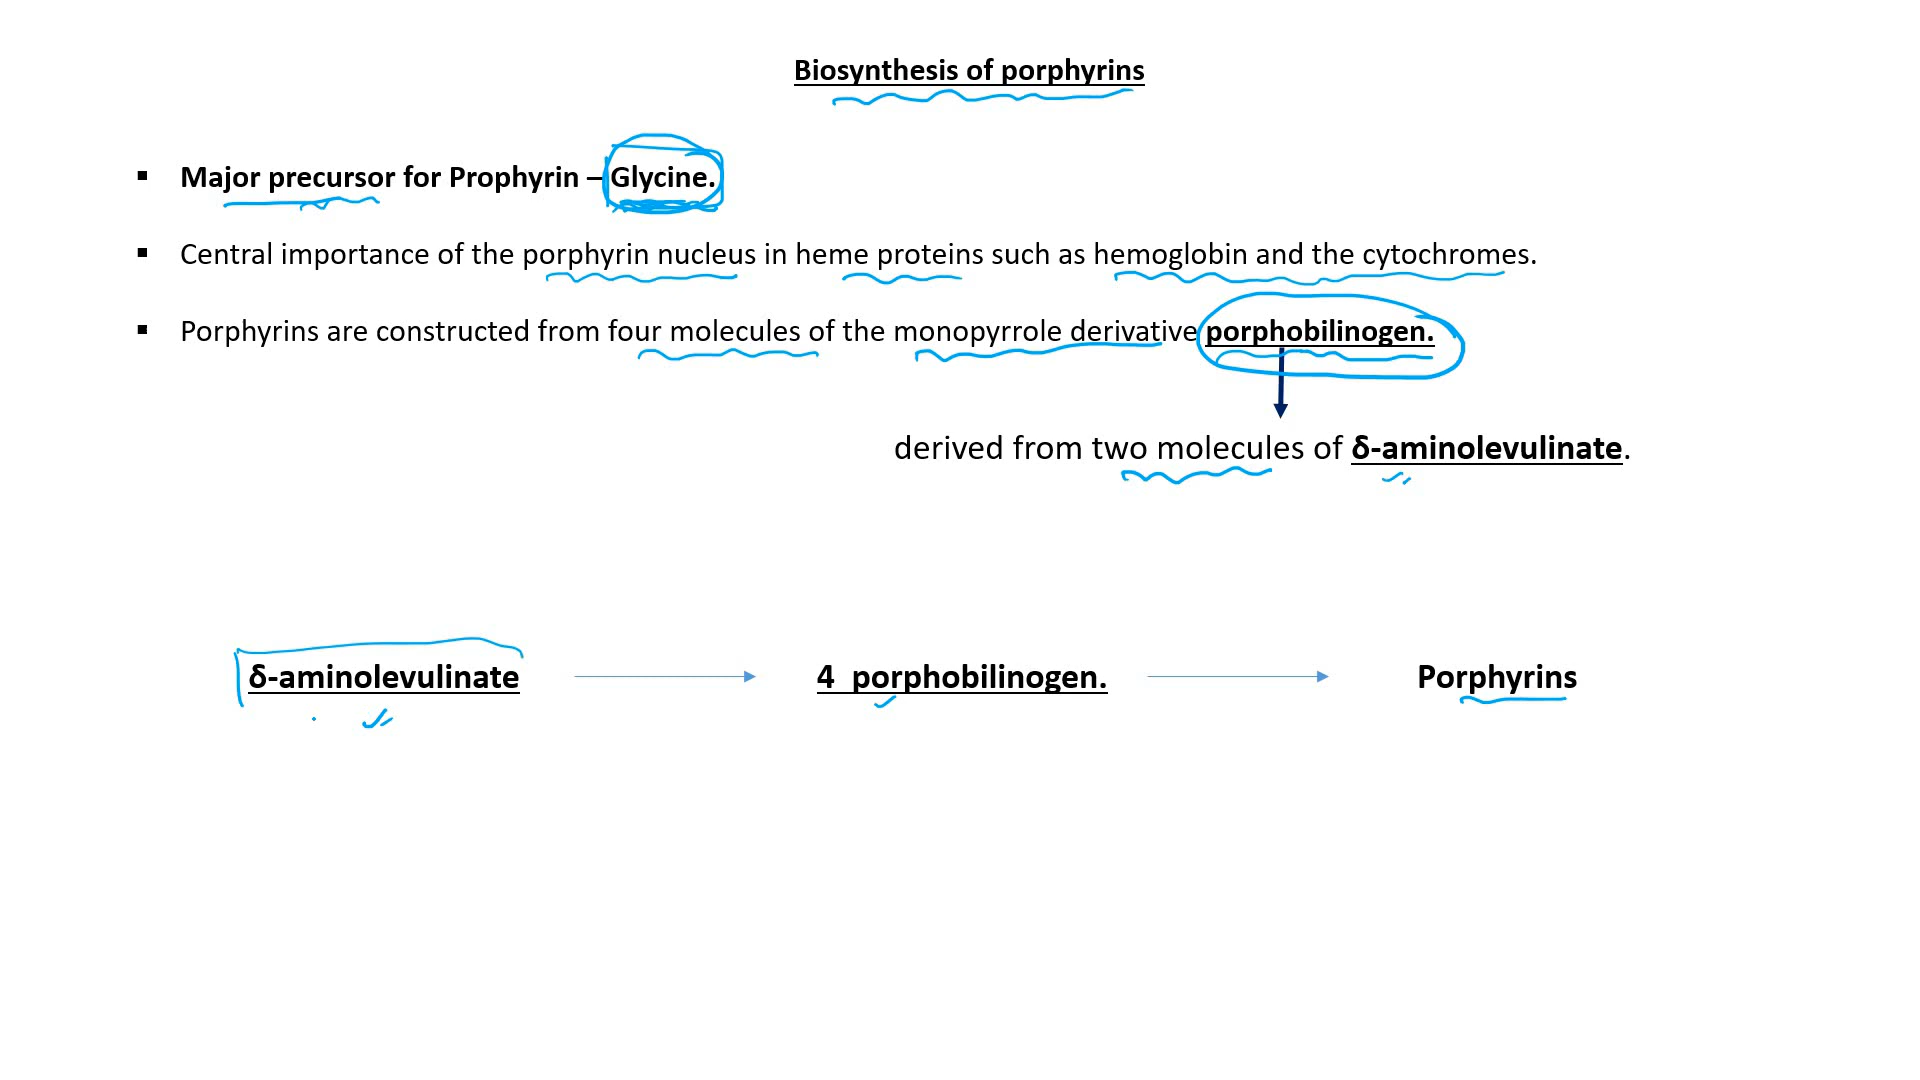 Biosynthesis of porphyrins
▪ Major precursor for Prophyrin – Glycine.
▪ Central importance of the porphyrin nucleus in heme proteins such as hemoglobin and the cytochromes.
▪ Porphyrins are constructed from four molecules of the monopyrrole derivative porphobilinogen.
derived from two molecules of δ-aminolevulinate.
δ-aminolevulinate 4 porphobilinogen. Porphyrins